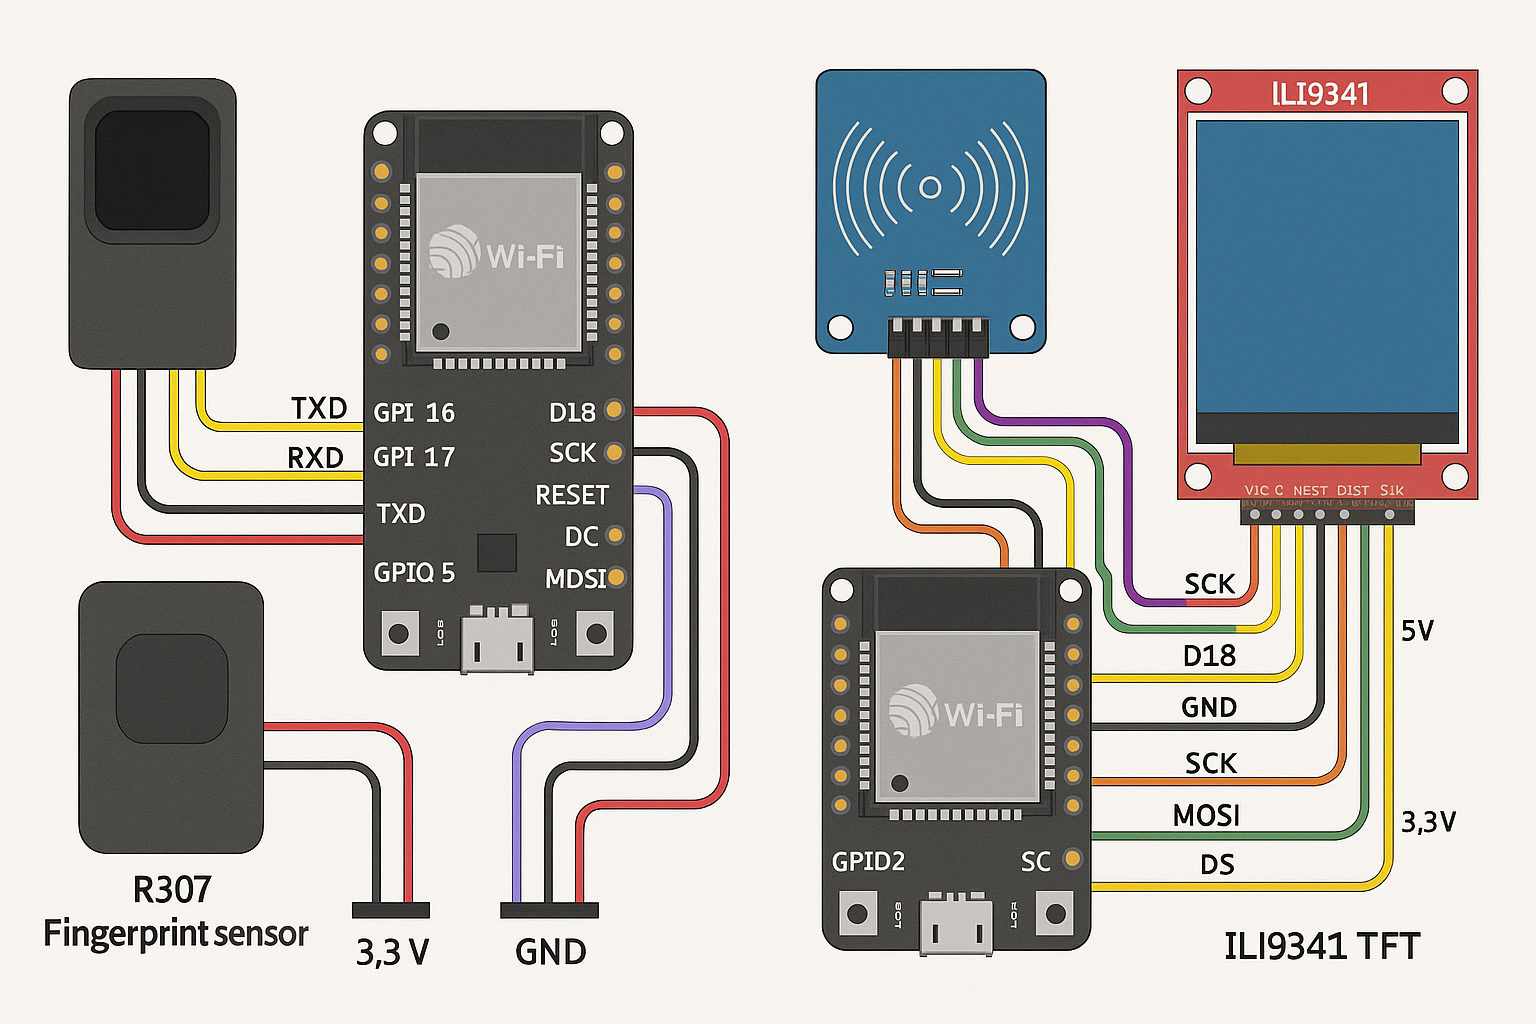 Wi-Fi
TXD
GPI 16
D18
RXD
GPI 17
SCK
RESET
TXD
DC
GPIQ 5
MDSI
R307
Fingerprint sensor
3,3 V
GND
ILI9341
VIC C NEST DIST S1K
SCK
5V
D18
GND
Wi-Fi
SCK
MOSI
3,3V
GPID2
SC
DS
ILI9341 TFT